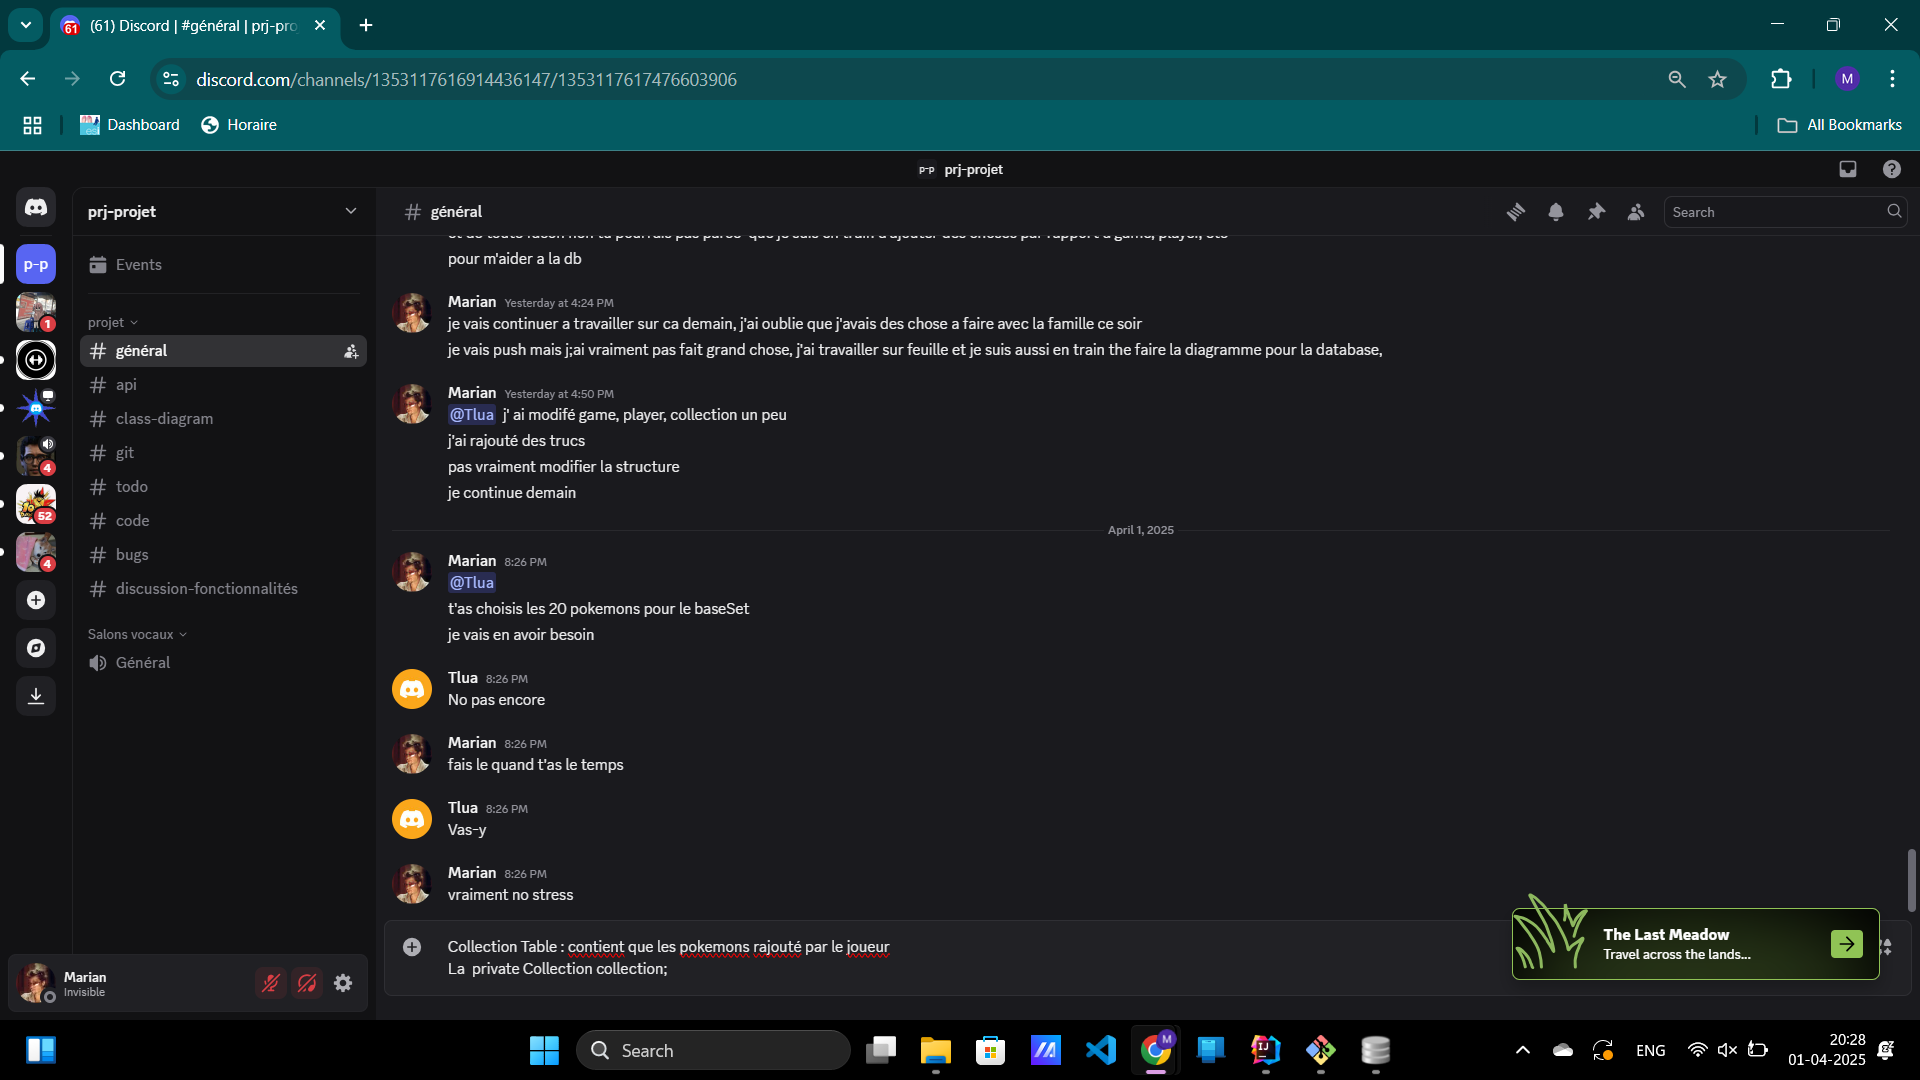 (61) Discord | #général | prj-pro
61
discord.com/channels/1353117616914436147/1353117617476603906
M
Dashboard
Horaire
All Bookmarks
p-p prj-projet
prj-projet
# général
Search
p-p
Events
projet
1
général
api
class-diagram
git
4
todo
52
code
bugs
4
discussion-fonctionnalités
Salons vocaux
Général
pour m'aider a la db
Marian Yesterday at 4:24 PM
je vais continuer a travailler sur ca demain, j'ai oublie que j'avais des chose a faire avec la famille ce soir
je vais push mais j;ai vraiment pas fait grand chose, j'ai travailler sur feuille et je suis aussi en train the faire la diagramme pour la database,
Marian Yesterday at 4:50 PM
@Tlua j' ai modifé game, player, collection un peu
j'ai rajouté des trucs
pas vraiment modifier la structure
je continue demain
April 1, 2025
Marian 8:26 PM
@Tlua
t'as choisis les 20 pokemons pour le baseSet
je vais en avoir besoin
Tlua 8:26 PM
No pas encore
Marian 8:26 PM
fais le quand t'as le temps
Tlua 8:26 PM
Vas-y
Marian 8:26 PM
vraiment no stress
Collection Table : contient que les pokemons rajouté par le joueur
La  private Collection collection;
The Last Meadow
Travel across the lands...
Marian
Invisible
Search
M
IJ
ENG
20:28
01-04-2025